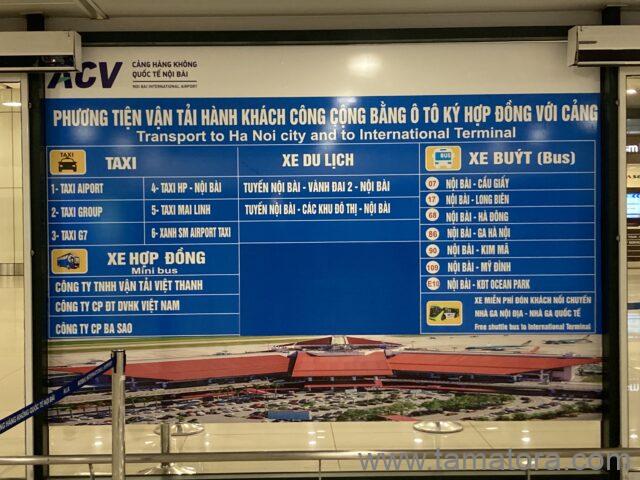 ACV
CẢNG HÀNG KHÔNG
QUỐC TẾ NỘI BÀI
NOI BAI INTERNATIONAL AIRPORT
PHƯƠNG TIỆN VẬN TẢI HÀNH KHÁCH CÔNG CỘNG BẰNG Ô TÔ KÝ HỢP ĐỒNG VỚI CẢNG
Transport to Ha Noi city and to International Terminal
TAXI
TAXI
1- TAXI AIPORT
2- TAXI GROUP
3- TAXI G7
4- TAXI HP - NỘI BÀI
5- TAXI MAI LINH
6- XANH SM AIRPORT TAXI
XE HỢP ĐỒNG
Mini bus
CÔNG TY TNHH VẬN TẢI VIỆT THANH
CÔNG TY CP ĐT DVHK VIỆT NAM
CÔNG TY CP BA SAO
XE DU LỊCH
TUYẾN NỘI BÀI - VÀNH ĐAI 2 - NỘI BÀI
TUYẾN NỘI BÀI - CÁC KHU ĐÔ THỊ - NỘI BÀI
BUS
XE BUÝT (Bus)
07 NỘI BÀI - CẦU GIẤY
17 NỘI BÀI - LONG BIÊN
68 NỘI BÀI - HÀ ĐÔNG
86 NỘI BÀI - GA HÀ NỘI
90 NỘI BÀI - KIM MÃ
109 NỘI BÀI - MỸ ĐÌNH
E10 NỘI BÀI - KĐT OCEAN PARK
XE MIỄN PHÍ ĐÓN KHÁCH NỐI CHUYẾN
NHÀ GA NỘI ĐỊA - NHÀ GA QUỐC TẾ
Free shuttle bus to International Terminal
CẢNG HÀNG KHÔNG QUỐC TẾ NỘI BÀI
www.tamatora.com